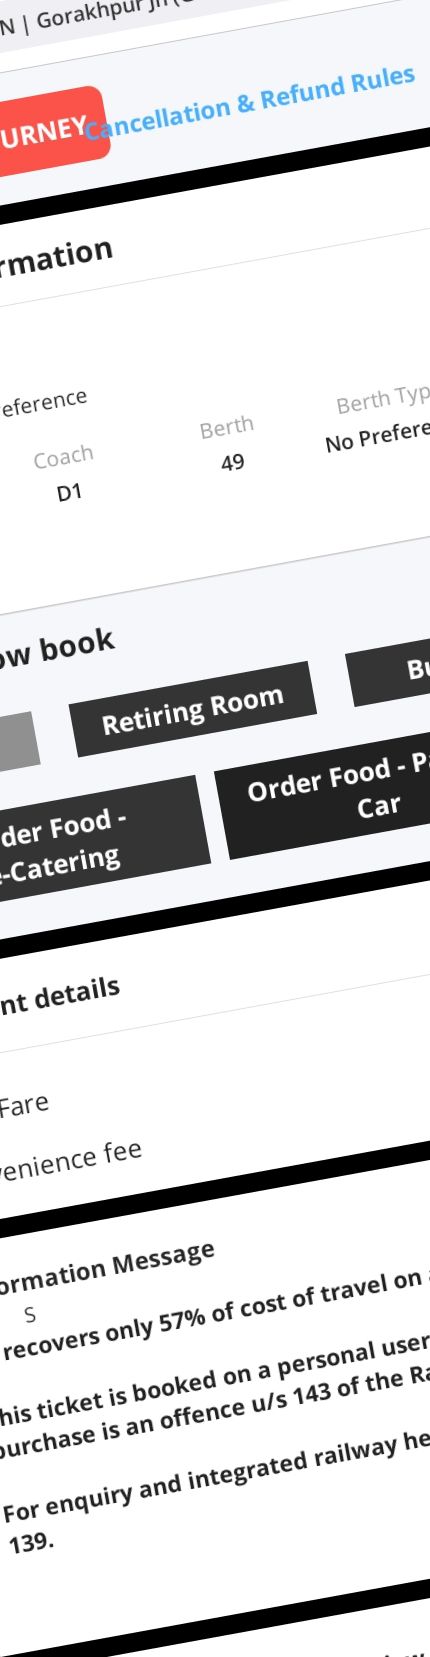 N | Gorakhpur Jn
URNEY
Cancellation & Refund Rules
rmation
eference
Coach
Berth
Berth Typ
D1
49
No Prefere
ow book
Retiring Room
Bu
der Food -
e-Catering
Order Food - Pa
Car
nt details
Fare
venience fee
ormation Message
S
recovers only 57% of cost of travel on
his ticket is booked on a personal user
purchase is an offence u/s 143 of the Ra
For enquiry and integrated railway he
139.